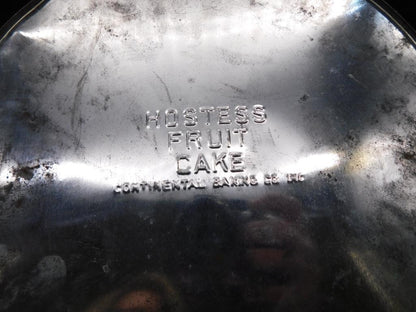 HOSTESS
FRUIT
CAKE
CONTINENTAL BAKING CO INC